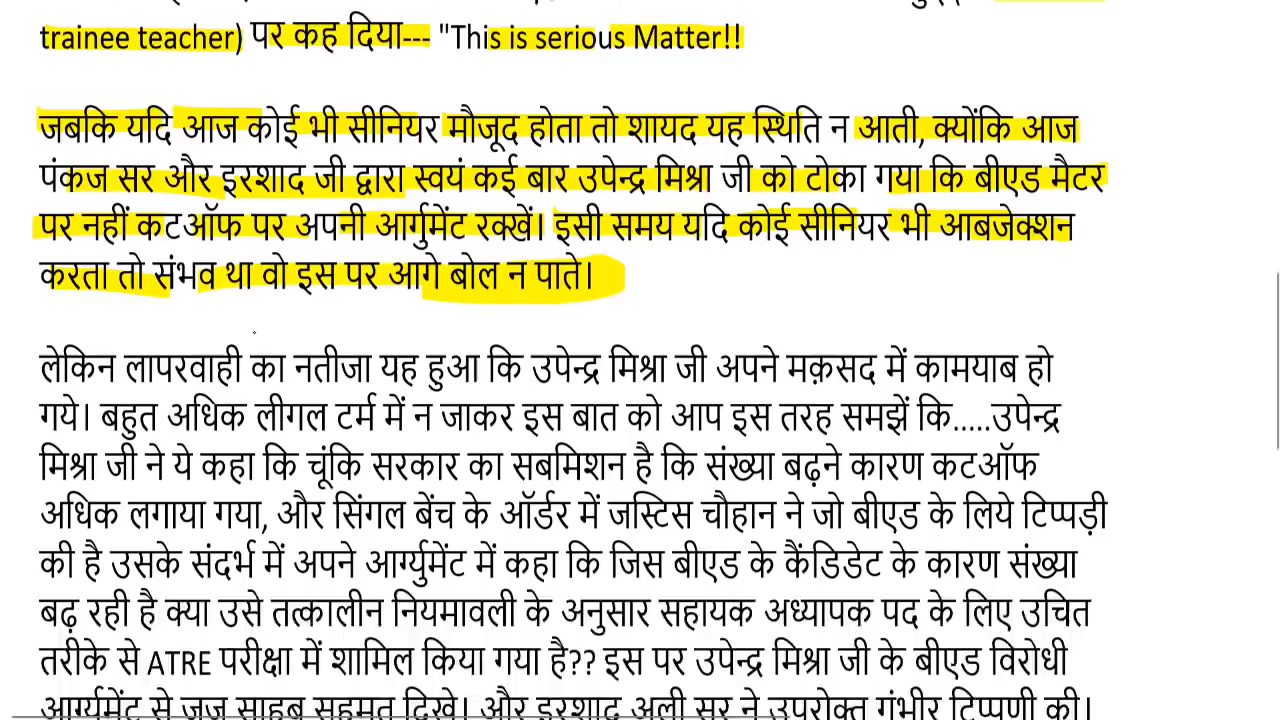 trainee teacher) पर कह दिया--- "This is serious Matter!!
जबकि यदि आज कोई भी सीनियर मौजूद होता तो शायद यह स्थिति न आती, क्योंकि आज
पंकज सर और इरशाद जी द्वारा स्वयं कई बार उपेन्द्र मिश्रा जी को टोका गया कि बीएड मैटर
पर नहीं कटऑफ पर अपनी आर्गुमेंट रक्खें। इसी समय यदि कोई सीनियर भी आबजेक्शन
करता तो संभव था वो इस पर आगे बोल न पाते।
लेकिन लापरवाही का नतीजा यह हुआ कि उपेन्द्र मिश्रा जी अपने मक़सद में कामयाब हो
गये। बहुत अधिक लीगल टर्म में न जाकर इस बात को आप इस तरह समझें कि.....उपेन्द्र
मिश्रा जी ने ये कहा कि चूंकि सरकार का सबमिशन है कि संख्या बढ़ने कारण कटऑफ
अधिक लगाया गया, और सिंगल बेंच के ऑर्डर में जस्टिस चौहान ने जो बीएड के लिये टिप्पड़ी
की है उसके संदर्भ में अपने आर्ग्युमेंट में कहा कि जिस बीएड के कैंडिडेट के कारण संख्या
बढ़ रही है क्या उसे तत्कालीन नियमावली के अनुसार सहायक अध्यापक पद के लिए उचित
तरीके से ATRE परीक्षा में शामिल किया गया है?? इस पर उपेन्द्र मिश्रा जी के बीएड विरोधी
आर्ग्यमेंट से जज साहब सहमत दिखे। और इरशाद अली सर ने उपरोक्त गंभीर टिप्पणी की।